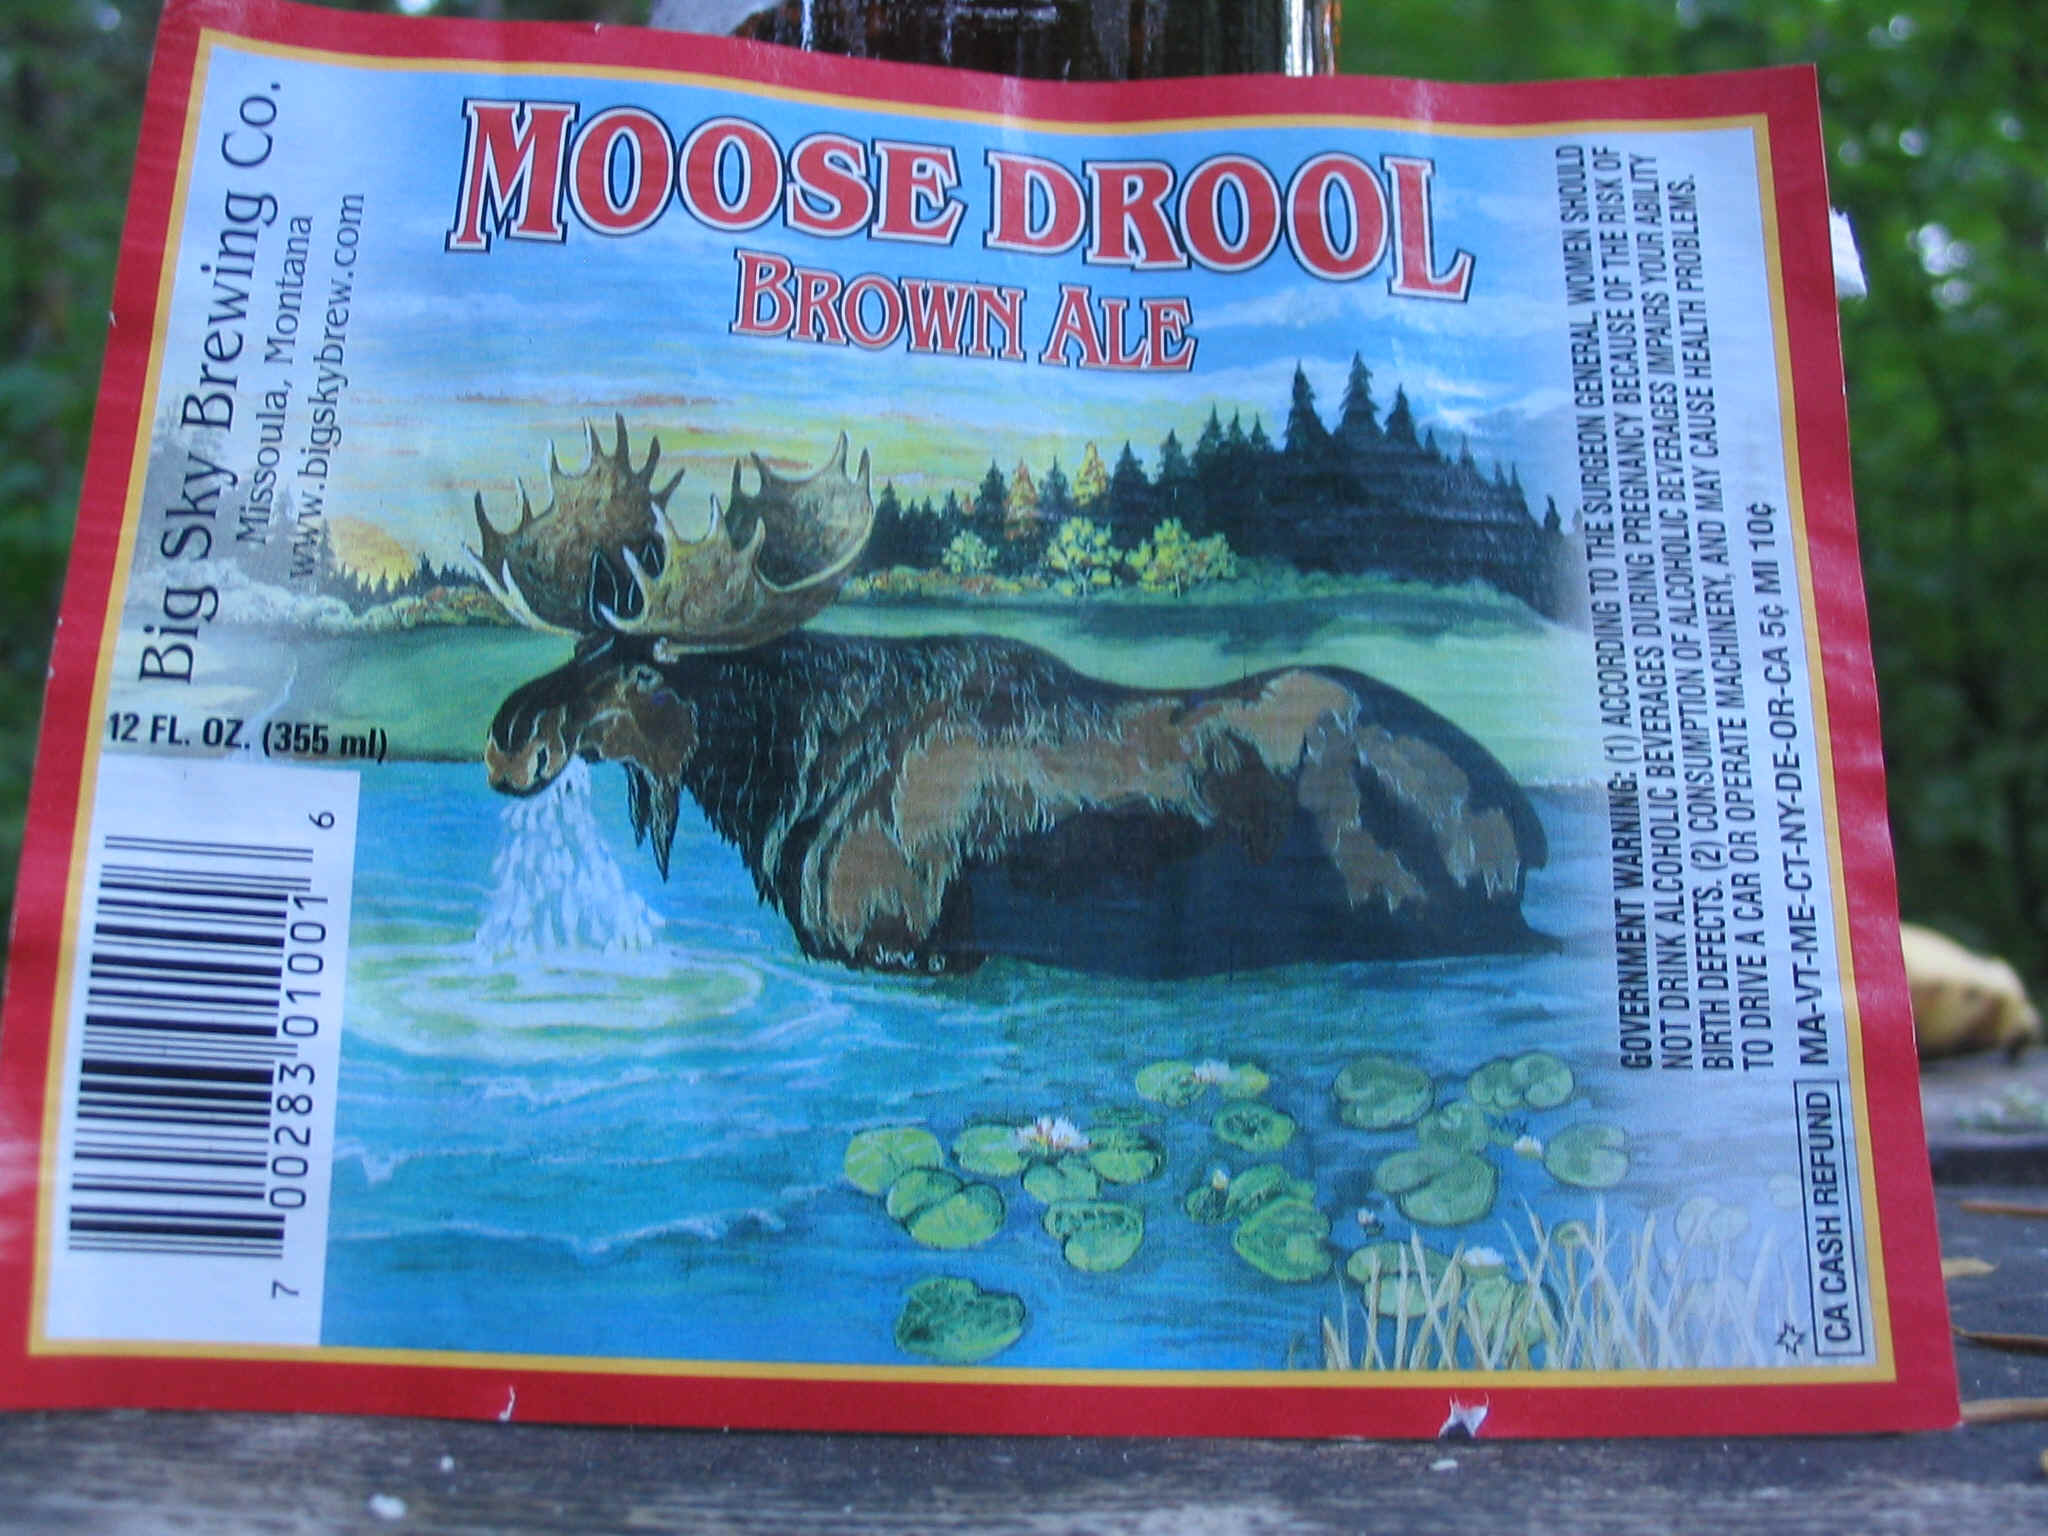 MOOSE DROOL
BROWN ALE
Big Sky Brewing Co.
Missoula, Montana
www.bigskybrew.com
12 FL. OZ. (355 ml)
7 00283 01001 6
GOVERNMENT WARNING: (1) ACCORDING TO THE SURGEON GENERAL, WOMEN SHOULD
NOT DRINK ALCOHOLIC BEVERAGES DURING PREGNANCY BECAUSE OF THE RISK OF
BIRTH DEFECTS. (2) CONSUMPTION OF ALCOHOLIC BEVERAGES IMPAIRS YOUR ABILITY
TO DRIVE A CAR OR OPERATE MACHINERY, AND MAY CAUSE HEALTH PROBLEMS.
CA CASH REFUND MA-VT-ME-CT-NY-DE-OR-CA 5¢ MI 10¢